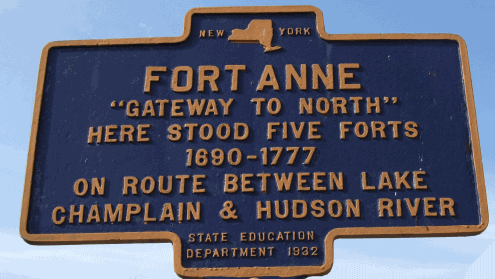 NEW YORK
FORT ANNE
"GATEWAY TO NORTH"
HERE STOOD FIVE FORTS
1690-1777
ON ROUTE BETWEEN LAKE
CHAMPLAIN & HUDSON RIVER
STATE EDUCATION
DEPARTMENT 1932